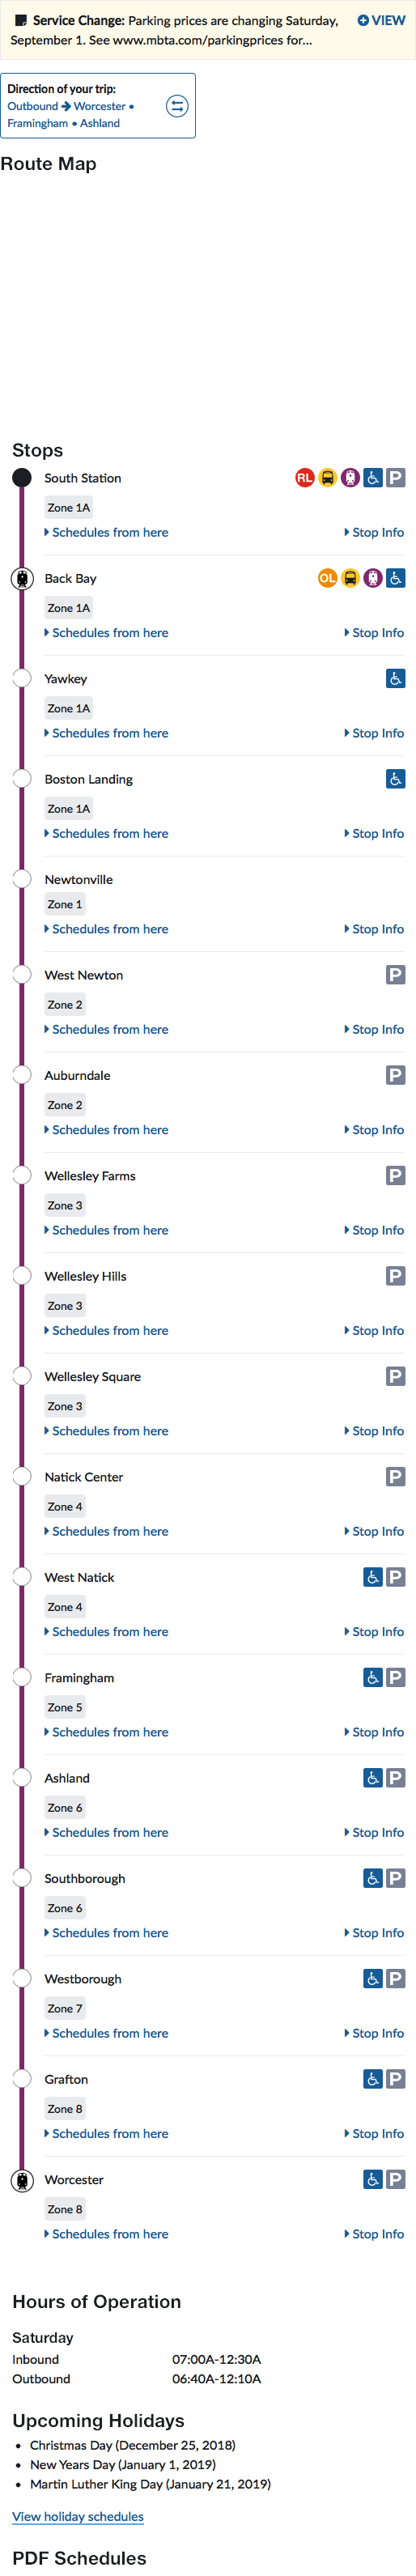 Service Change: Parking prices are changing Saturday, VIEW
September 1. See www.mbta.com/parkingprices for...
Direction of your trip:
Outbound → Worcester •
Framingham • Ashland
Route Map
Stops
South Station RL P
Zone 1A
Schedules from here Stop Info
Back Bay OL
Zone 1A
Schedules from here Stop Info
Yawkey
Zone 1A
Schedules from here Stop Info
Boston Landing
Zone 1A
Schedules from here Stop Info
Newtonville
Zone 1
Schedules from here Stop Info
West Newton P
Zone 2
Schedules from here Stop Info
Auburndale P
Zone 2
Schedules from here Stop Info
Wellesley Farms P
Zone 3
Schedules from here Stop Info
Wellesley Hills P
Zone 3
Schedules from here Stop Info
Wellesley Square P
Zone 3
Schedules from here Stop Info
Natick Center P
Zone 4
Schedules from here Stop Info
West Natick P
Zone 4
Schedules from here Stop Info
Framingham P
Zone 5
Schedules from here Stop Info
Ashland P
Zone 6
Schedules from here Stop Info
Southborough P
Zone 6
Schedules from here Stop Info
Westborough P
Zone 7
Schedules from here Stop Info
Grafton P
Zone 8
Schedules from here Stop Info
Worcester P
Zone 8
Schedules from here Stop Info
Hours of Operation
Saturday
Inbound 07:00A-12:30A
Outbound 06:40A-12:10A
Upcoming Holidays
• Christmas Day (December 25, 2018)
• New Years Day (January 1, 2019)
• Martin Luther King Day (January 21, 2019)
View holiday schedules
PDF Schedules